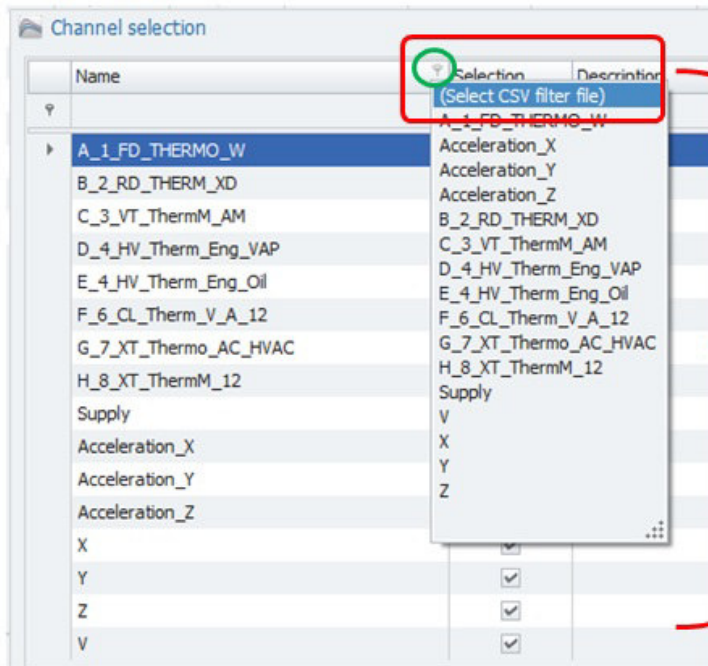 Channel selection
Name Selection Description
(Select CSV filter file)
A_1_FD_THERMO_W
Acceleration_X
Acceleration_Y
Acceleration_Z
B_2_RD_THERM_XD
C_3_VT_ThermM_AM
D_4_HV_Therm_Eng_VAP
E_4_HV_Therm_Eng_Oil
F_6_CL_Therm_V_A_12
G_7_XT_Thermo_AC_HVAC
H_8_XT_ThermM_12
Supply
V
X
Y
Z
A_1_FD_THERMO_W
B_2_RD_THERM_XD
C_3_VT_ThermM_AM
D_4_HV_Therm_Eng_VAP
E_4_HV_Therm_Eng_Oil
F_6_CL_Therm_V_A_12
G_7_XT_Thermo_AC_HVAC
H_8_XT_ThermM_12
Supply
Acceleration_X
Acceleration_Y
Acceleration_Z
X
Y
Z
V